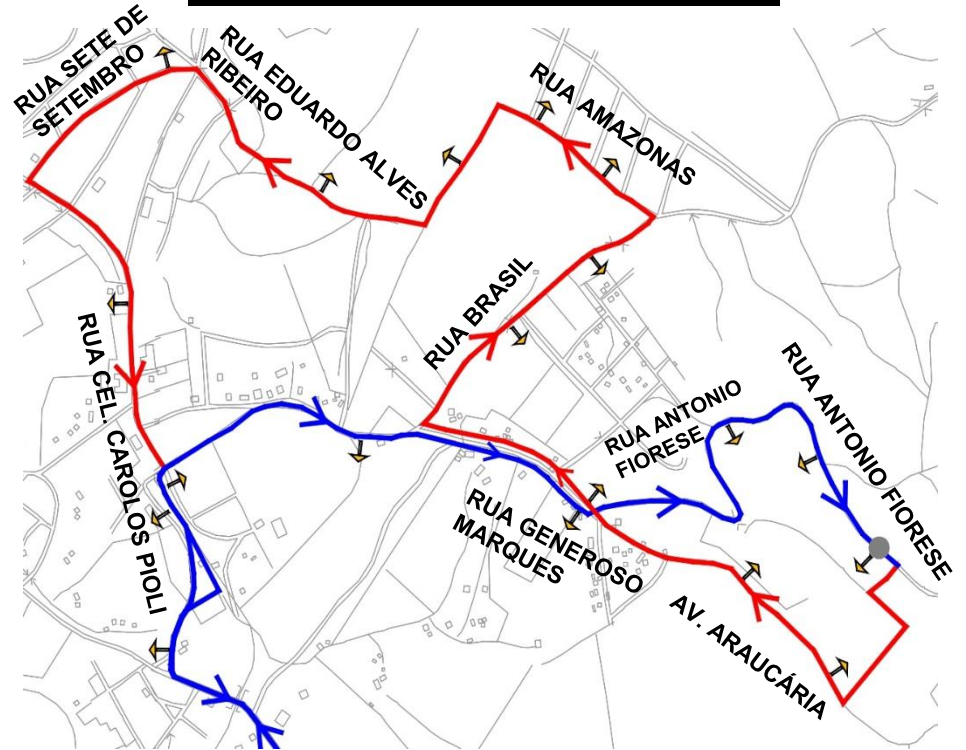 RUA SETE DE
SETEMBRO
RUA EDUARDO ALVES
RIBEIRO
RUA AMAZONAS
RUA BRASIL
RUA CEL. CAROLOS PIOLI
RUA ANTONIO
FIORESE
RUA ANTONIO FIORESE
RUA GENEROSO
MARQUES
AV. ARAUCÁRIA